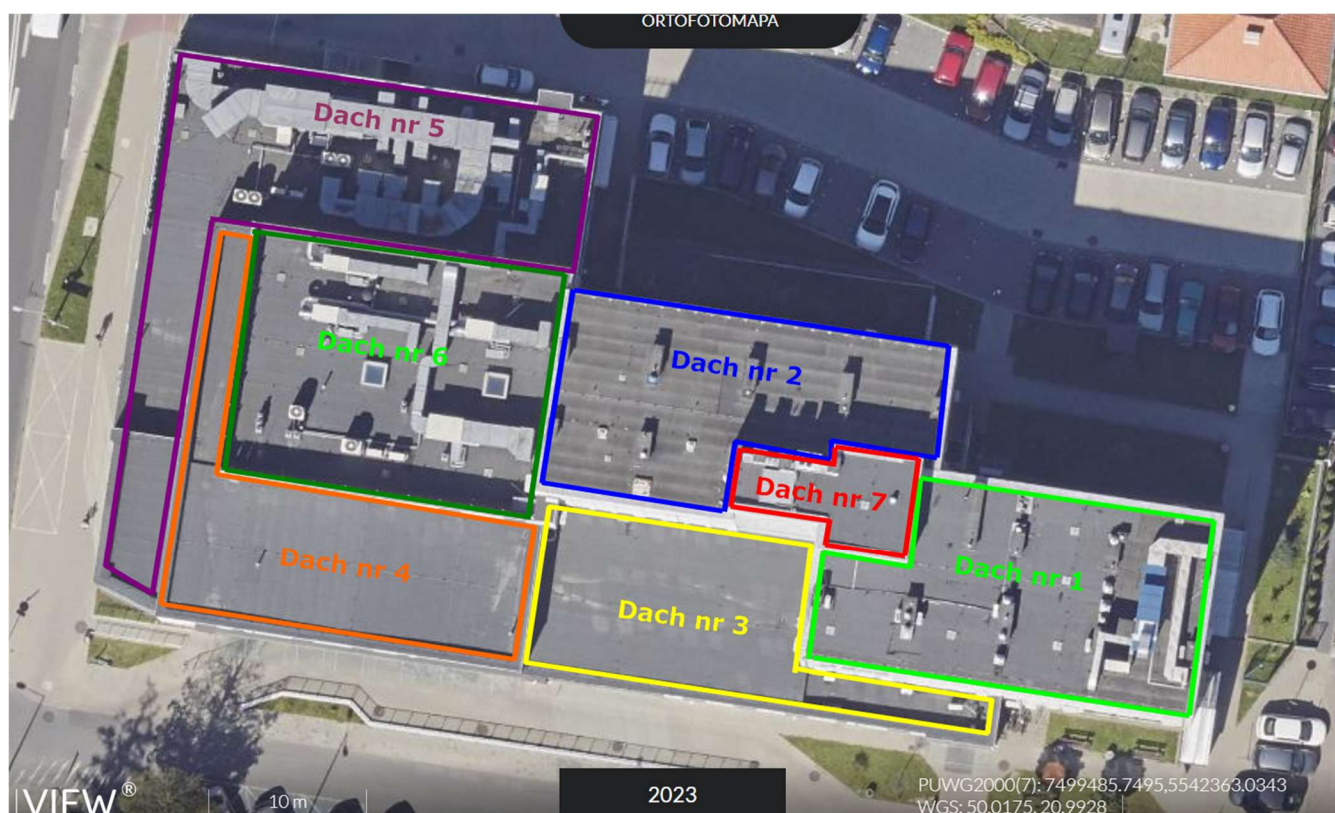 ORTOFOTOMAPA
Dach nr 5
Dach nr 6
Dach nr 2
Dach nr 7
Dach nr 4
Dach nr 3
Dach nr 1
VIEW®
10 m
2023
PUWG2000(7): 7499485.7495,5542363.0343
WGS: 50.0175, 20.9928